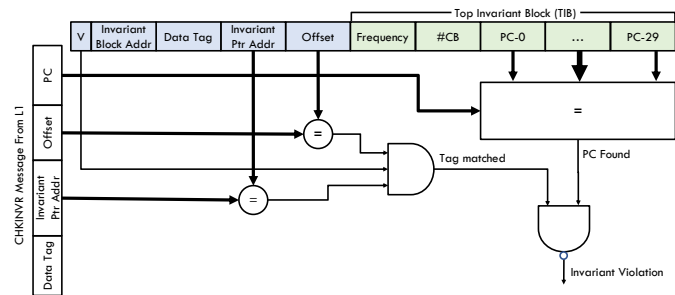 Top Invariant Block (TIB)
V
Invariant
Block Addr
Data Tag
Invariant
Ptr Addr
Offset
Frequency
#CB
PC-0
...
PC-29
CHKINVR Message From L1
PC
Offset
Invariant
Ptr Addr
Data Tag
=
=
=
Tag matched
PC Found
Invariant Violation